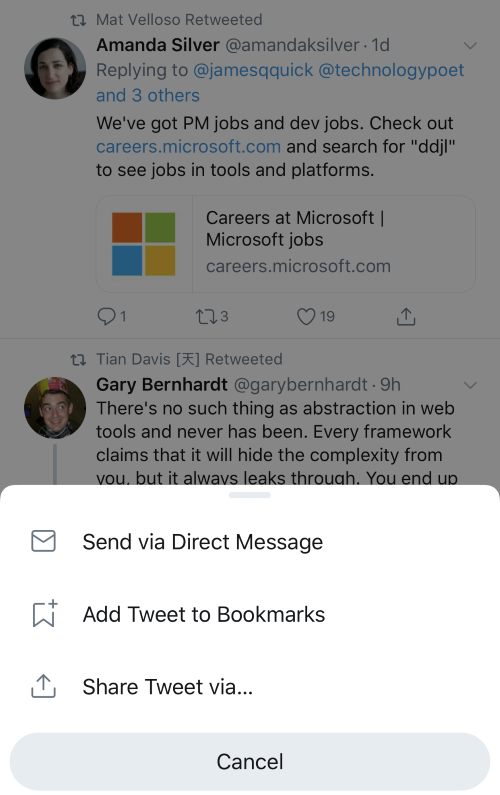 Mat Velloso Retweeted
Amanda Silver @amandaksilver · 1d
Replying to @jamesqquick @technologypoet
and 3 others
We've got PM jobs and dev jobs. Check out
careers.microsoft.com and search for "ddjl"
to see jobs in tools and platforms.
Careers at Microsoft |
Microsoft jobs
careers.microsoft.com
1 3 19
Tian Davis [天] Retweeted
Gary Bernhardt @garybernhardt · 9h
There's no such thing as abstraction in web
tools and never has been. Every framework
claims that it will hide the complexity from
you, but it always leaks through. You end up
Send via Direct Message
Add Tweet to Bookmarks
Share Tweet via...
Cancel